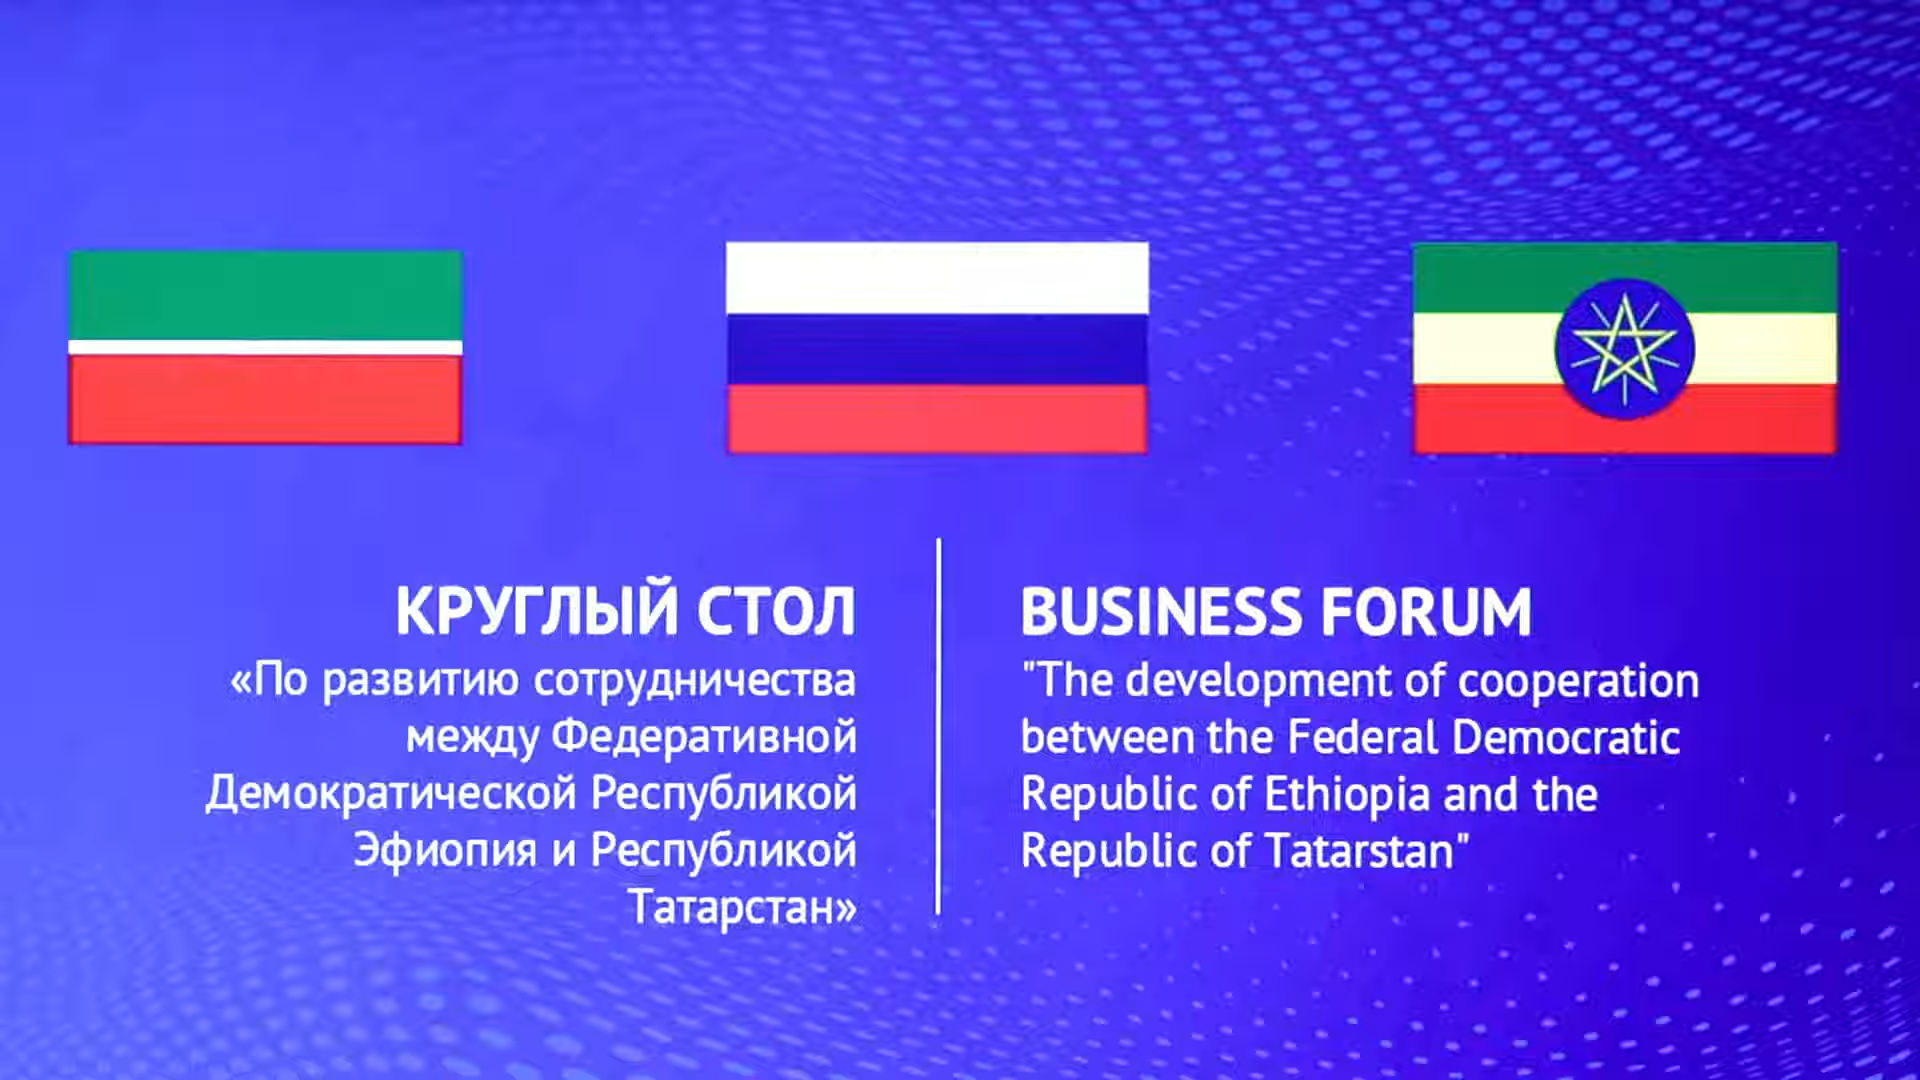 КРУГЛЫЙ СТОЛ
«По развитию сотрудничества
между Федеративной
Демократической Республикой
Эфиопия и Республикой
Татарстан»
BUSINESS FORUM
"The development of cooperation
between the Federal Democratic
Republic of Ethiopia and the
Republic of Tatarstan"